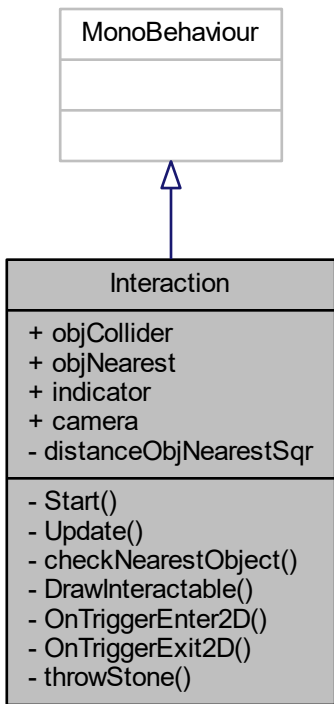 MonoBehaviour
Interaction
+ objCollider
+ objNearest
+ indicator
+ camera
- distanceObjNearestSqr
- Start()
- Update()
- checkNearestObject()
- DrawInteractable()
- OnTriggerEnter2D()
- OnTriggerExit2D()
- throwStone()